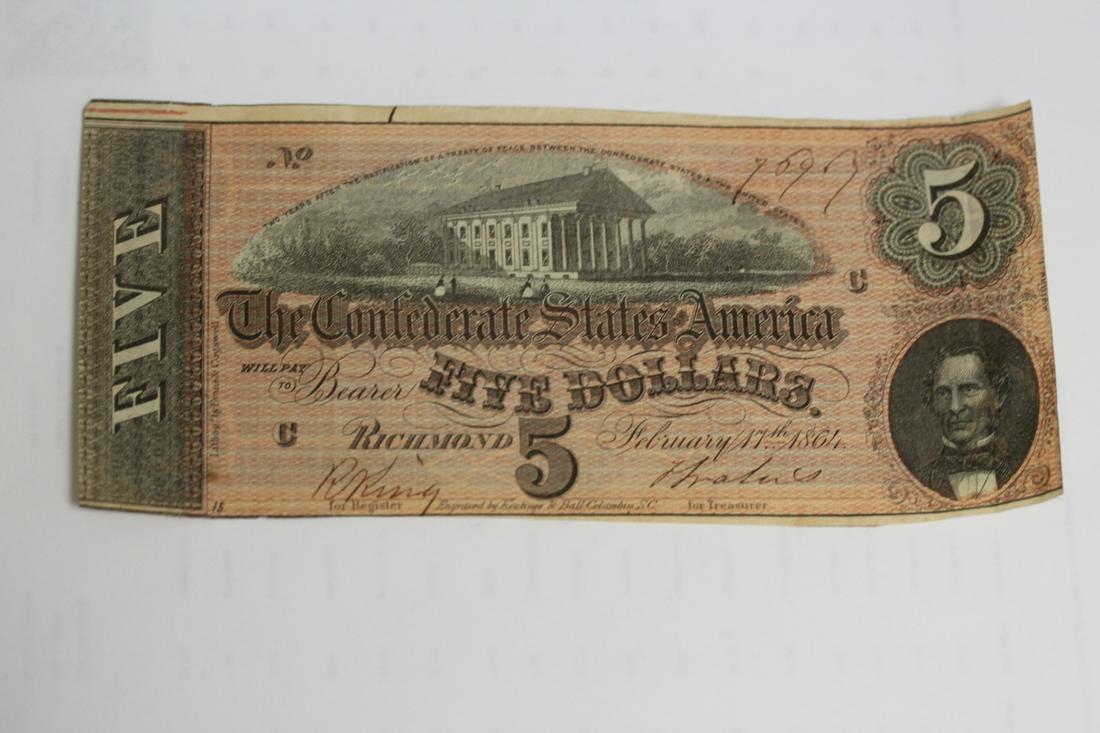 FIVE
Nº
TWO YEARS AFTER THE RATIFICATION OF A TREATY OF PEACE BETWEEN THE CONFEDERATE STATES & THE UNITED STATES
5
C
The Confederate States of America
WILL PAY TO Bearer FIVE DOLLARS.
C
RICHMOND 5 February 17th 1864.
R King
15 for Register Engraved by Keatinge & Ball Columbia, S.C. for Treasurer